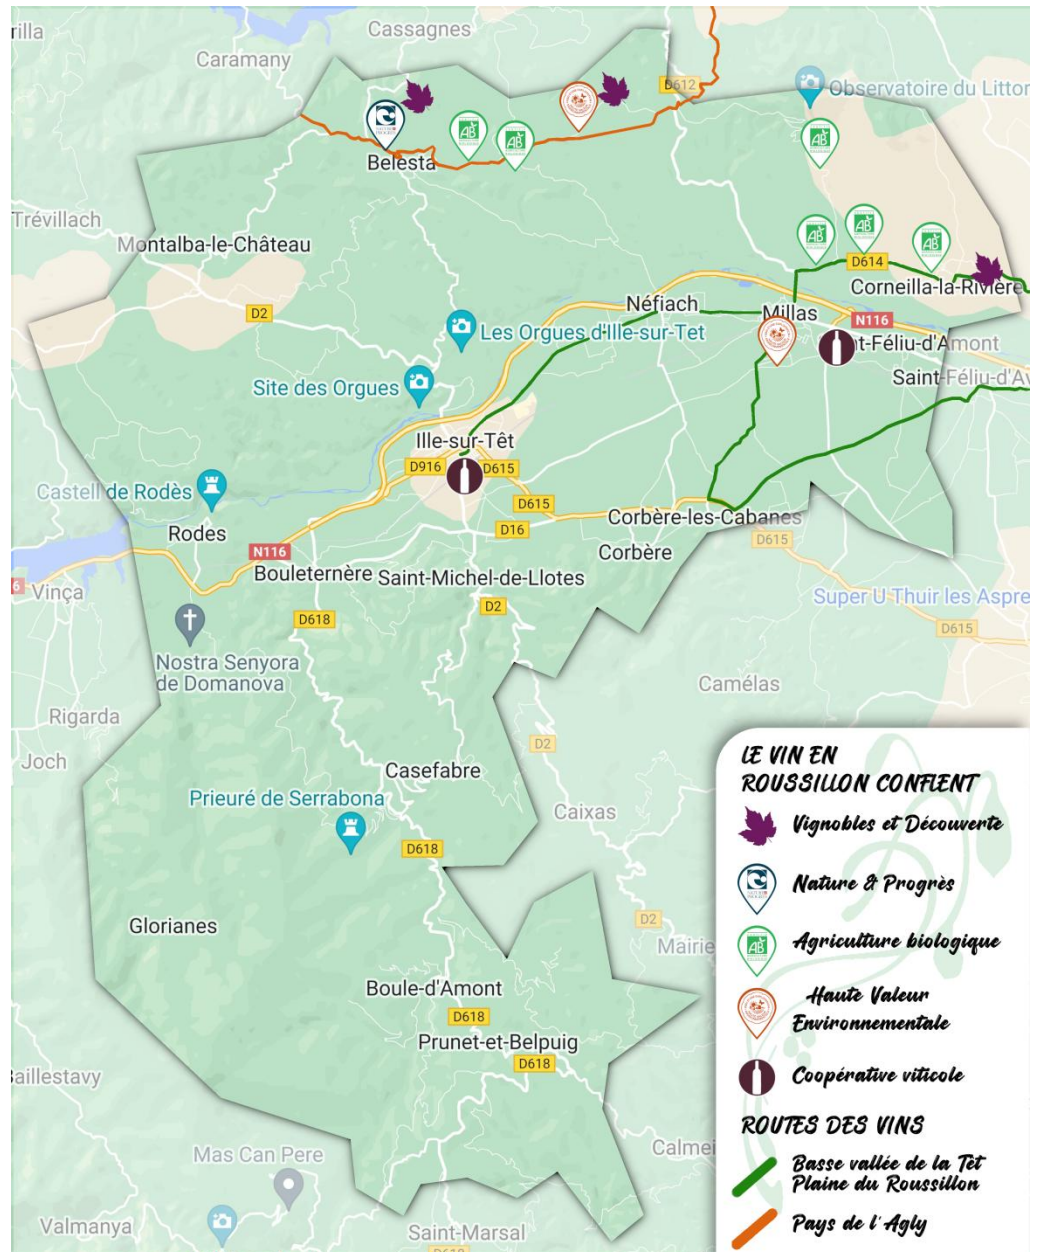 rilla
Cassagnes
Caramany
D612
Observatoire du Littor
Belesta
Trévillach
Montalba-le-Château
D614
Corneilla-la-Rivière
D2
Néfiach
Millas
N116
Les Orgues d'Ille-sur-Tet
nt-Féliu-d'Amont
Site des Orgues
Saint-Féliu-d'Av
Ille-sur-Têt
D916
D615
Castell de Rodès
D615
Corbère-les-Cabanes
Rodes
D16
D615
N116
Corbère
Bouleternère
Saint-Michel-de-Llotes
6
Vinça
D2
Super U Thuir les Aspre
D618
D615
Nostra Senyora
de Domanova
Camélas
Rigarda
D2
Joch
Casefabre
Prieuré de Serrabona
Caixas
D618
Glorianes
D2
Mairie
Boule-d'Amont
D618
Prunet-et-Belpuig
D618
Baillestavy
Mas Can Pere
Calmei
Valmanya
Saint-Marsal
D618
LE VIN EN
ROUSSILLON CONFLENT
Vignobles et Découverte
Nature & Progrès
AB
Agriculture biologique
Haute Valeur
Environnementale
Coopérative viticole
ROUTES DES VINS
Basse vallée de la Têt
Plaine du Roussillon
Pays de l'Agly